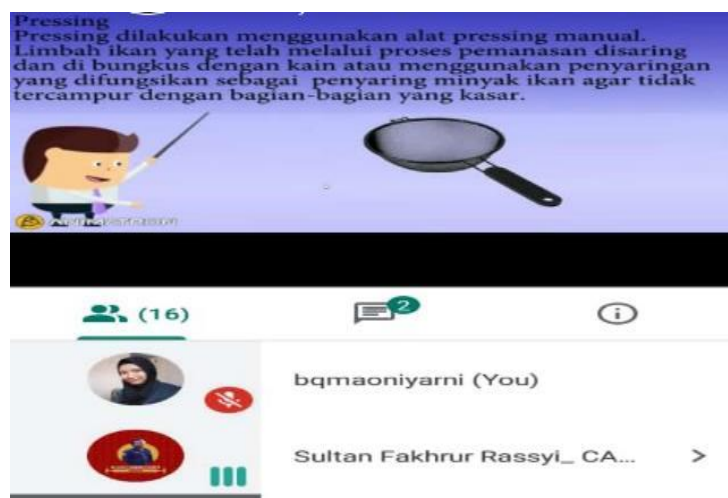 Pressing
Pressing dilakukan menggunakan alat pressing manual.
Limbah ikan yang telah melalui proses pemanasan disaring
dan di bungkus dengan kain atau menggunakan penyaringan
yang difungsikan sebagai penyaring minyak ikan agar tidak
tercampur dengan bagian-bagian yang kasar.
ANIMATRON
(16)
2
bqmaoniyarni (You)
Sultan Fakhrur Rassyi_ CA...